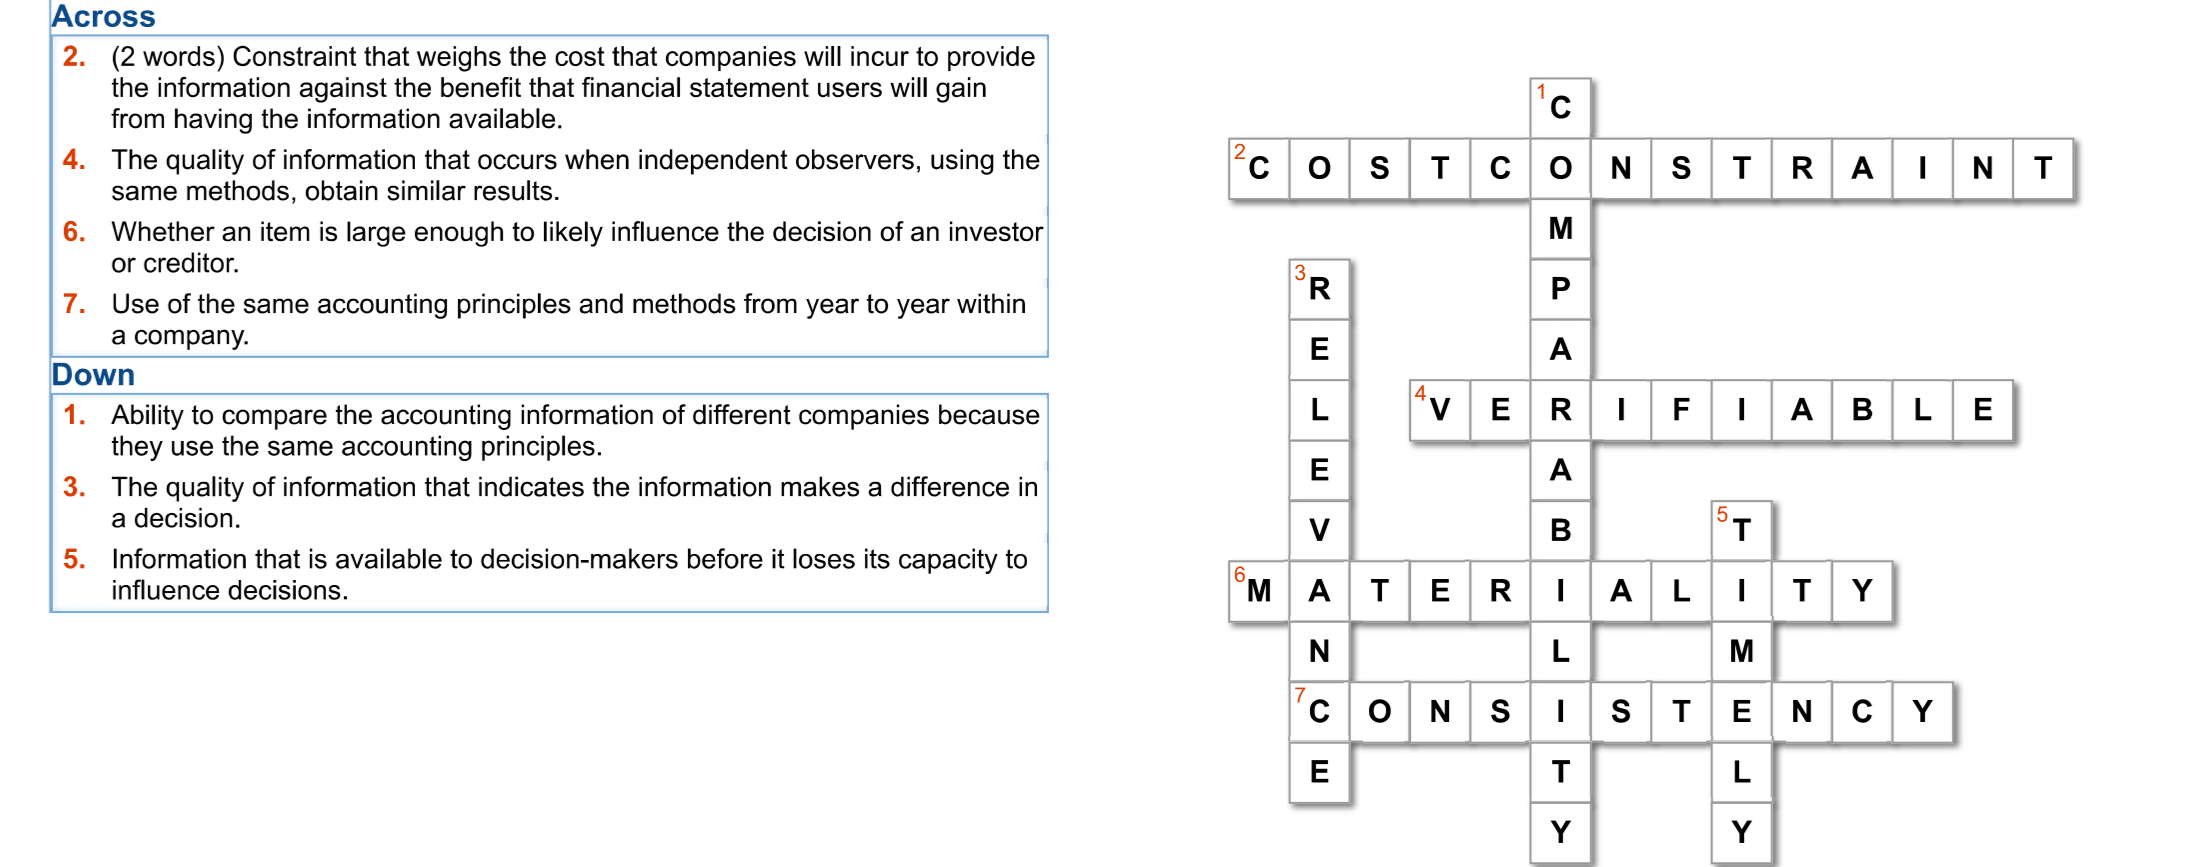 Across
2. (2 words) Constraint that weighs the cost that companies will incur to provide
the information against the benefit that financial statement users will gain
from having the information available.
4. The quality of information that occurs when independent observers, using the
same methods, obtain similar results.
6. Whether an item is large enough to likely influence the decision of an investor
or creditor.
7. Use of the same accounting principles and methods from year to year within
a company.
Down
1. Ability to compare the accounting information of different companies because
they use the same accounting principles.
3. The quality of information that indicates the information makes a difference in
a decision.
5. Information that is available to decision-makers before it loses its capacity to
influence decisions.
1 C
2 C O S T C O N S T R A I N T
M
3 R P
E A
L 4 V E R I F I A B L E
E A
V B 5 T
6 M A T E R I A L I T Y
N L M
7 C O N S I S T E N C Y
E T L
Y Y